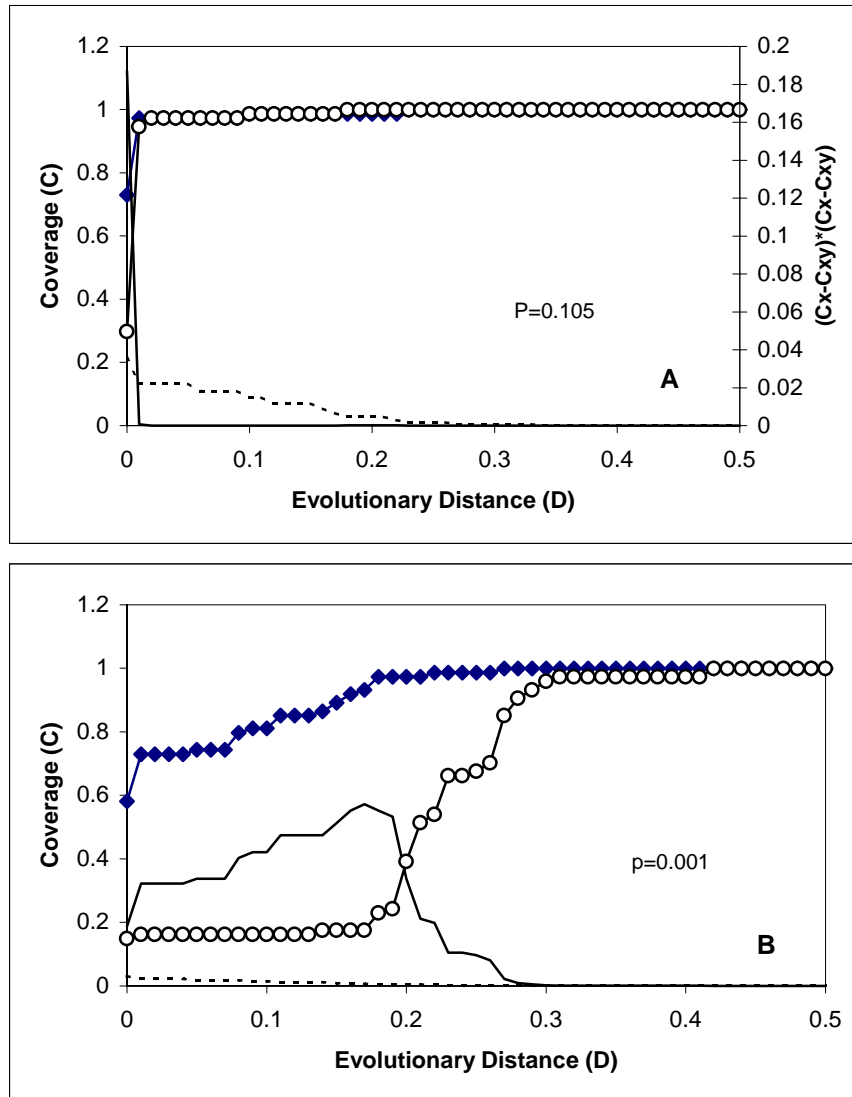 1.2
1
0.8
0.6
0.4
0.2
0
Coverage (C)
0.2
0.18
0.16
0.14
0.12
0.1
0.08
0.06
0.04
0.02
0
(Cx-Cxy)*(Cx-Cxy)
P=0.105
A
0 0.1 0.2 0.3 0.4 0.5
Evolutionary Distance (D)
1.2
1
0.8
0.6
0.4
0.2
0
Coverage (C)
p=0.001
B
0 0.1 0.2 0.3 0.4 0.5
Evolutionary Distance (D)